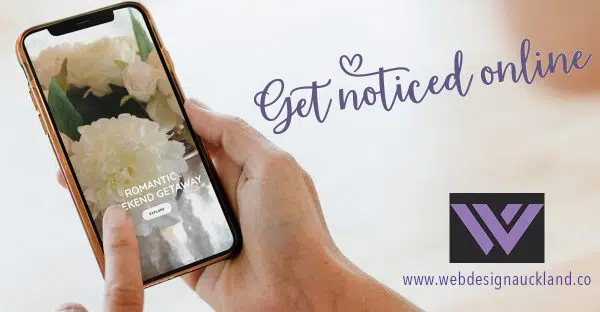 ROMANTIC
EKEND GETAWAY
EXPLORE
Get noticed online
www.webdesignauckland.co